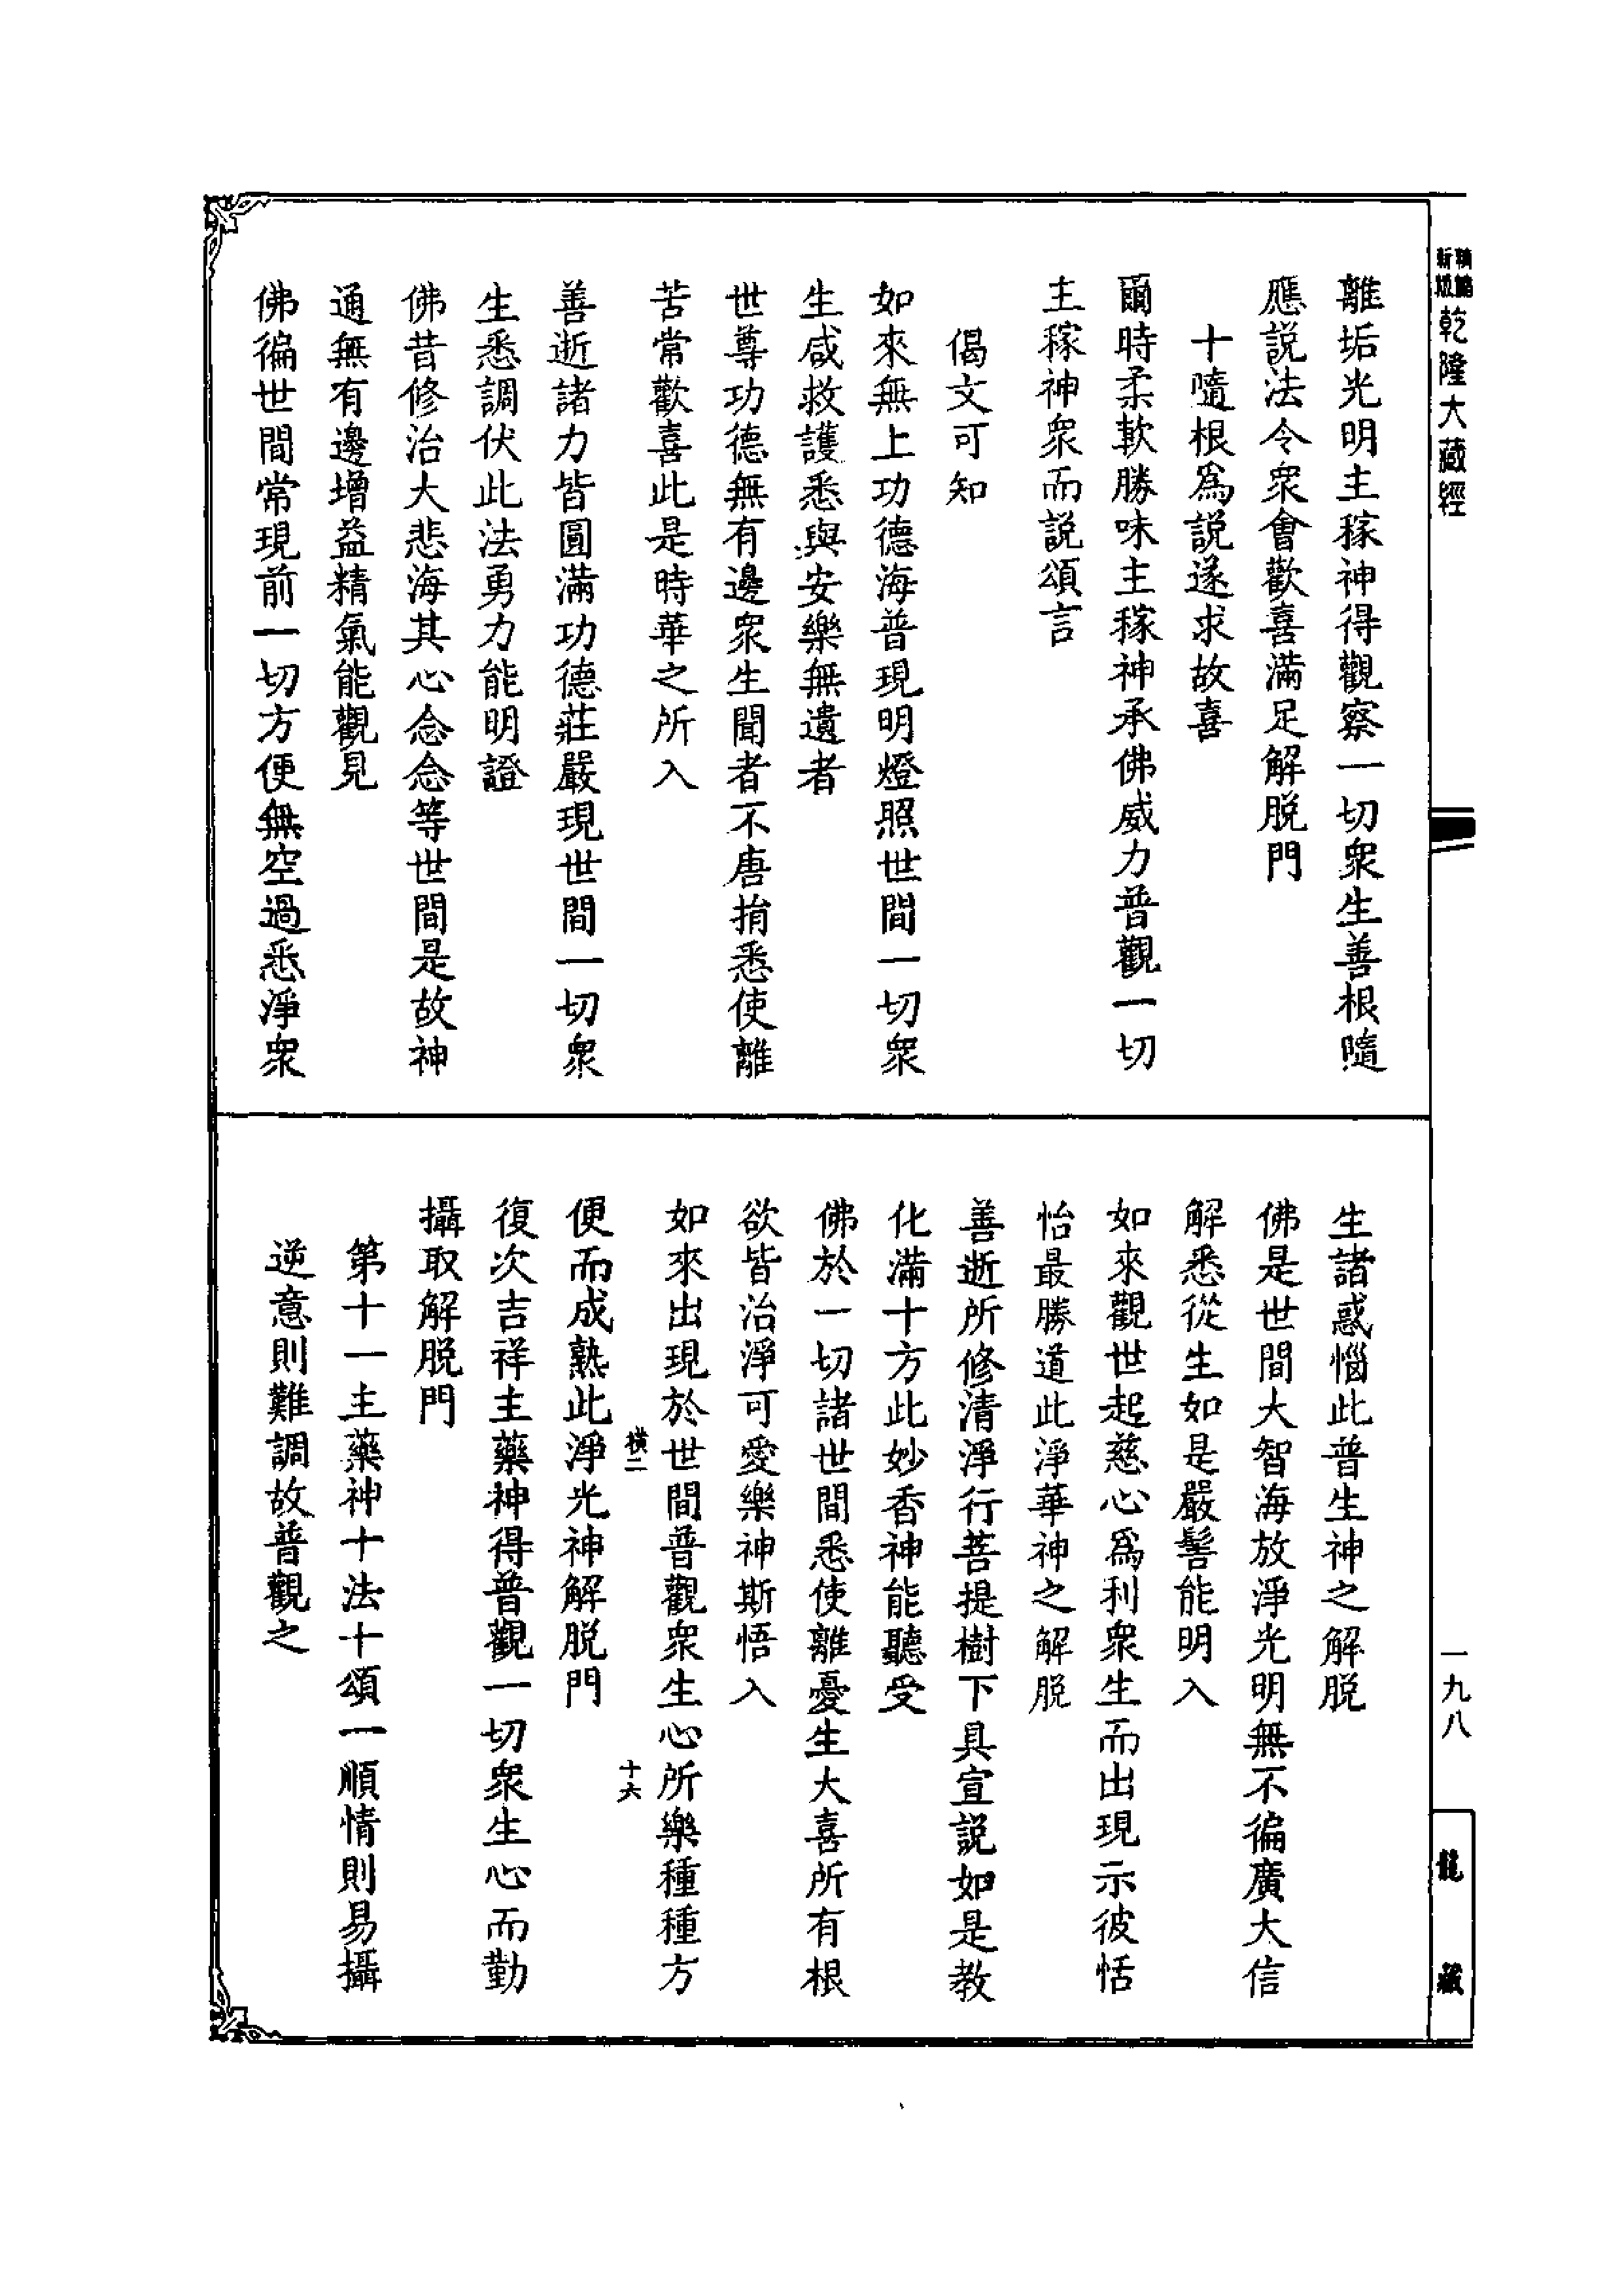 新版精縮
乾隆大藏經
離垢光明主稼神得觀察一切衆生善根隨
應説法令衆會歡喜滿足解脱門
十隨根爲説遂求故喜
爾時柔軟勝味主稼神承佛威力普觀一切
主稼神衆而説頌言
偈文可知
如來無上功德海普現明燈照世間一切衆
生咸救護悉與安樂無遺者
世尊功德無有邊衆生聞者不唐捐悉使離
苦常歡喜此是時華之所入
善逝諸力皆圓滿功德莊嚴現世間一切衆
生悉調伏此法勇力能明證
佛昔修治大悲海其心念念等世間是故神
通無有邊增益精氣能觀見
佛徧世間常現前一切方便無空過悉淨衆
生諸惑惱此普生神之解脱
佛是世間大智海放淨光明無不徧廣大信
解悉從生如是嚴髻能明入
如來觀世起慈心爲利衆生而出現示彼恬
怡最勝道此淨華神之解脱
善逝所修清淨行菩提樹下具宣説如是教
化滿十方此妙香神能聽受
佛於一切諸世間悉使離憂生大喜所有根
欲皆治淨可愛樂神斯悟入
如來出現於世間普觀衆生心所樂種種方
横二
十六
便而成熟此淨光神解脱門
復次吉祥主藥神得普觀一切衆生心而勤
攝取解脱門
第十一主藥神十法十頌一順情則易攝
逆意則難調故普觀之
一九八
龍藏